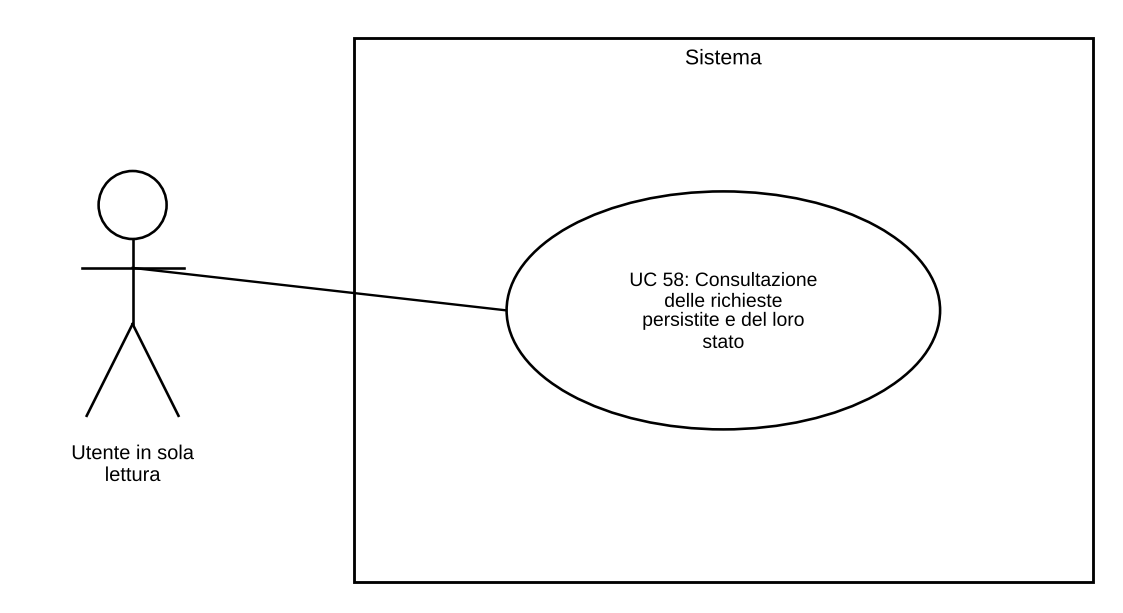 Sistema
UC 58: Consultazione
delle richieste
persistite e del loro
stato
Utente in sola
lettura